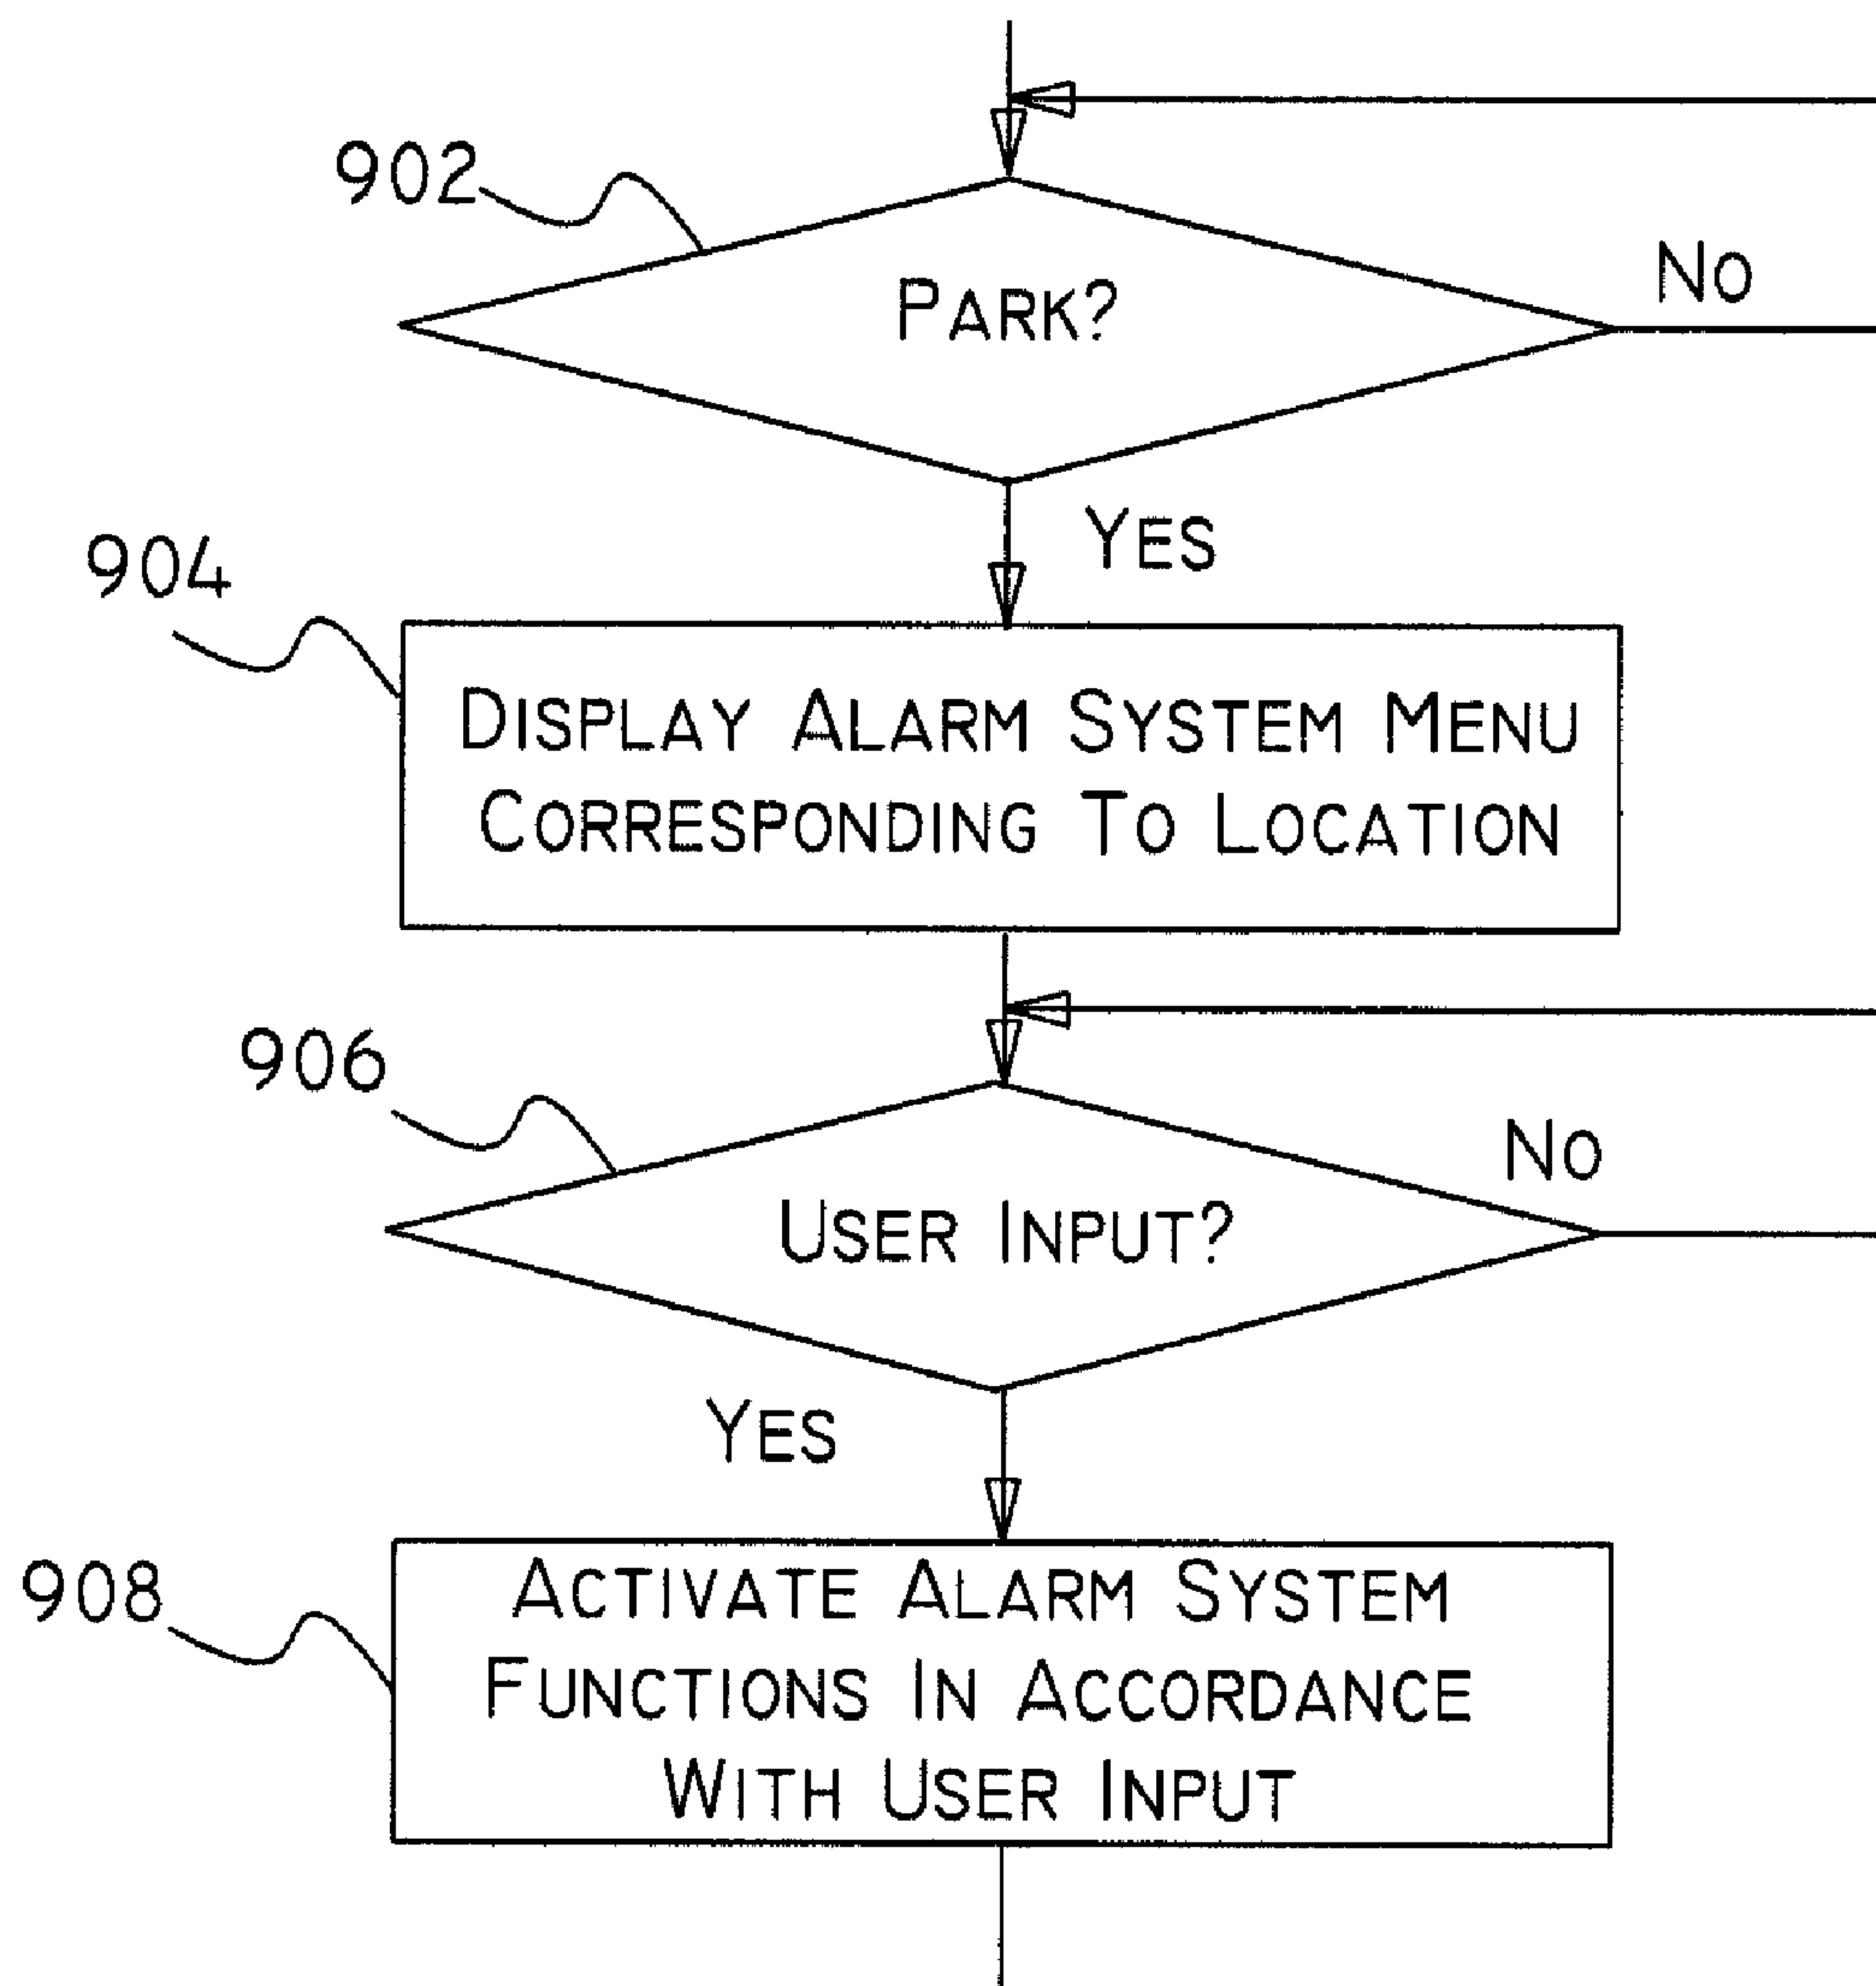 902
PARK?
NO
YES
904
DISPLAY ALARM SYSTEM MENU
CORRESPONDING TO LOCATION
906
NO
USER INPUT?
YES
908
ACTIVATE ALARM SYSTEM
FUNCTIONS IN ACCORDANCE
WITH USER INPUT